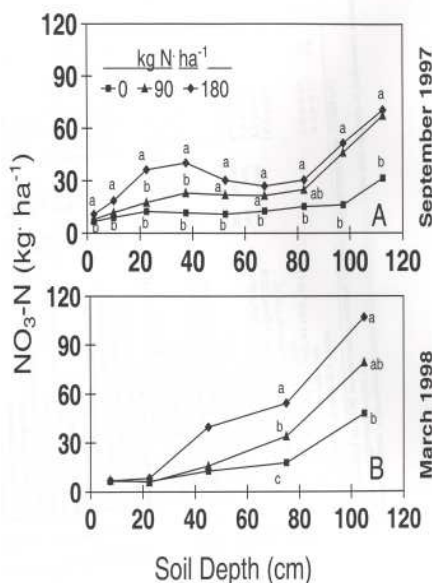 kg N· ha⁻¹
0 90 180
120
90
60
30
0
a a a a a a a a a
b b b a a ab
b b b b b b b b b
A
0 20 40 60 80 100 120
September 1997
NO₃-N (kg· ha⁻¹)
120
90
60
30
0
a
a
ab
b
b
c
B
0 20 40 60 80 100 120
March 1998
Soil Depth (cm)